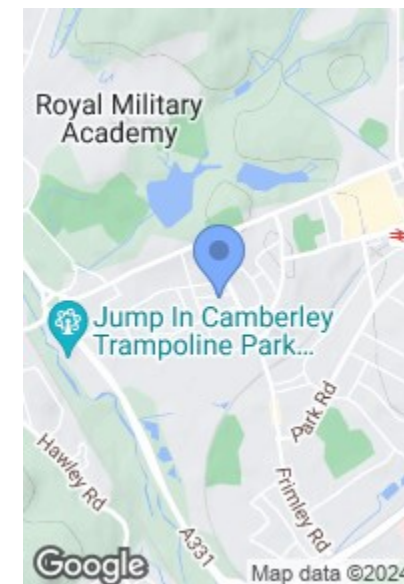 Royal Military
Academy
Jump In Camberley
Trampoline Park...
Park Rd
Hawley Rd
Frimley Rd
A331
Google
Map data ©2024